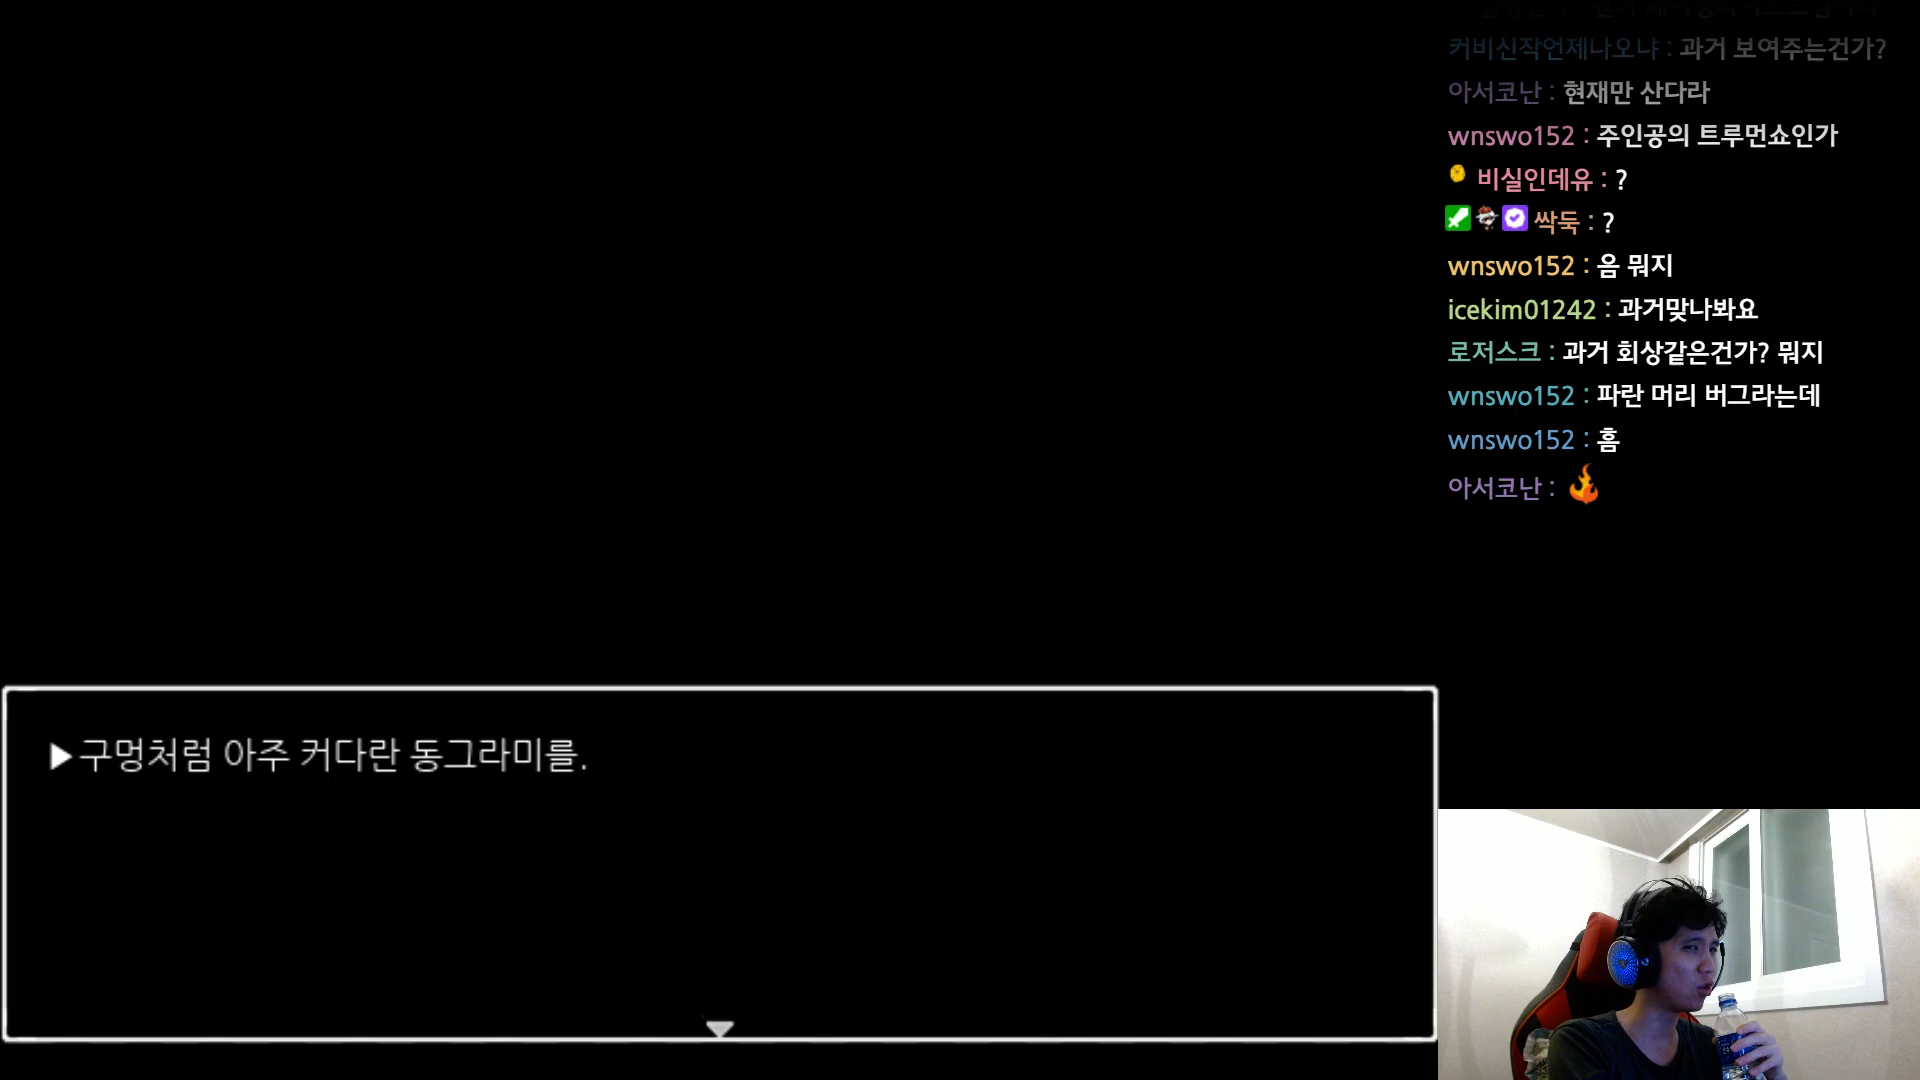 커비신작언제나오냐 : 과거 보여주는건가?
아서코난 : 현재만 산다라
wnswo152 : 주인공의 트루먼쇼인가
비실인데유 : ?
싹둑 : ?
wnswo152 : 음 뭐지
icekim01242 : 과거맞나봐요
로저스크 : 과거 회상같은건가? 뭐지
wnswo152 : 파란 머리 버그라는데
wnswo152 : 흠
아서코난 :
▶구멍처럼 아주 커다란 동그라미를.